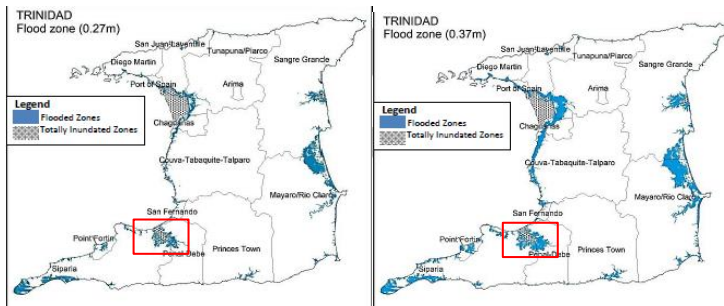 TRINIDAD
Flood zone (0.27m)
San Juan/Laventille
Tunapuna/Piarco
Diego Martin
Sangre Grande
Port of Spain
Arima
Legend
Flooded Zones
Totally Inundated Zones
Chaguanas
Couva-Tabaquite-Talparo
Mayaro/Rio Claro
San Fernando
Point Fortin
Princes Town
Penal-Debe
Siparia
TRINIDAD
Flood zone (0.37m)
San Juan/Laventille
Tunapuna/Piarco
Diego Martin
Sangre Grande
Port of Spain
Arima
Legend
Flooded Zones
Totally Inundated Zones
Chaguanas
Couva-Tabaquite-Talparo
Mayaro/Rio Claro
San Fernando
Point Fortin
Princes Town
Penal-Debe
Siparia